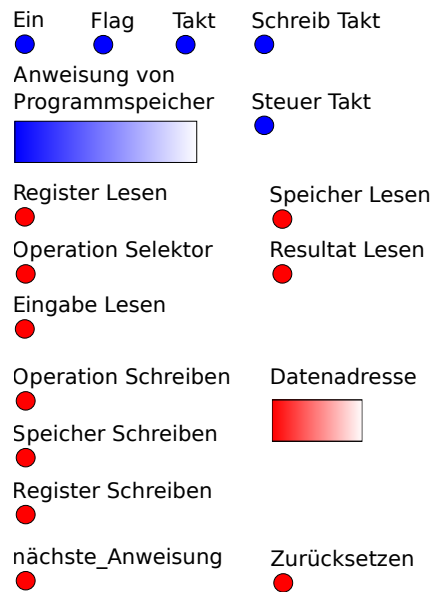 Ein Flag Takt Schreib Takt
Anweisung von
Programmspeicher
Steuer Takt
Register Lesen
Speicher Lesen
Operation Selektor
Resultat Lesen
Eingabe Lesen
Operation Schreiben
Datenadresse
Speicher Schreiben
Register Schreiben
nächste_Anweisung
Zurücksetzen